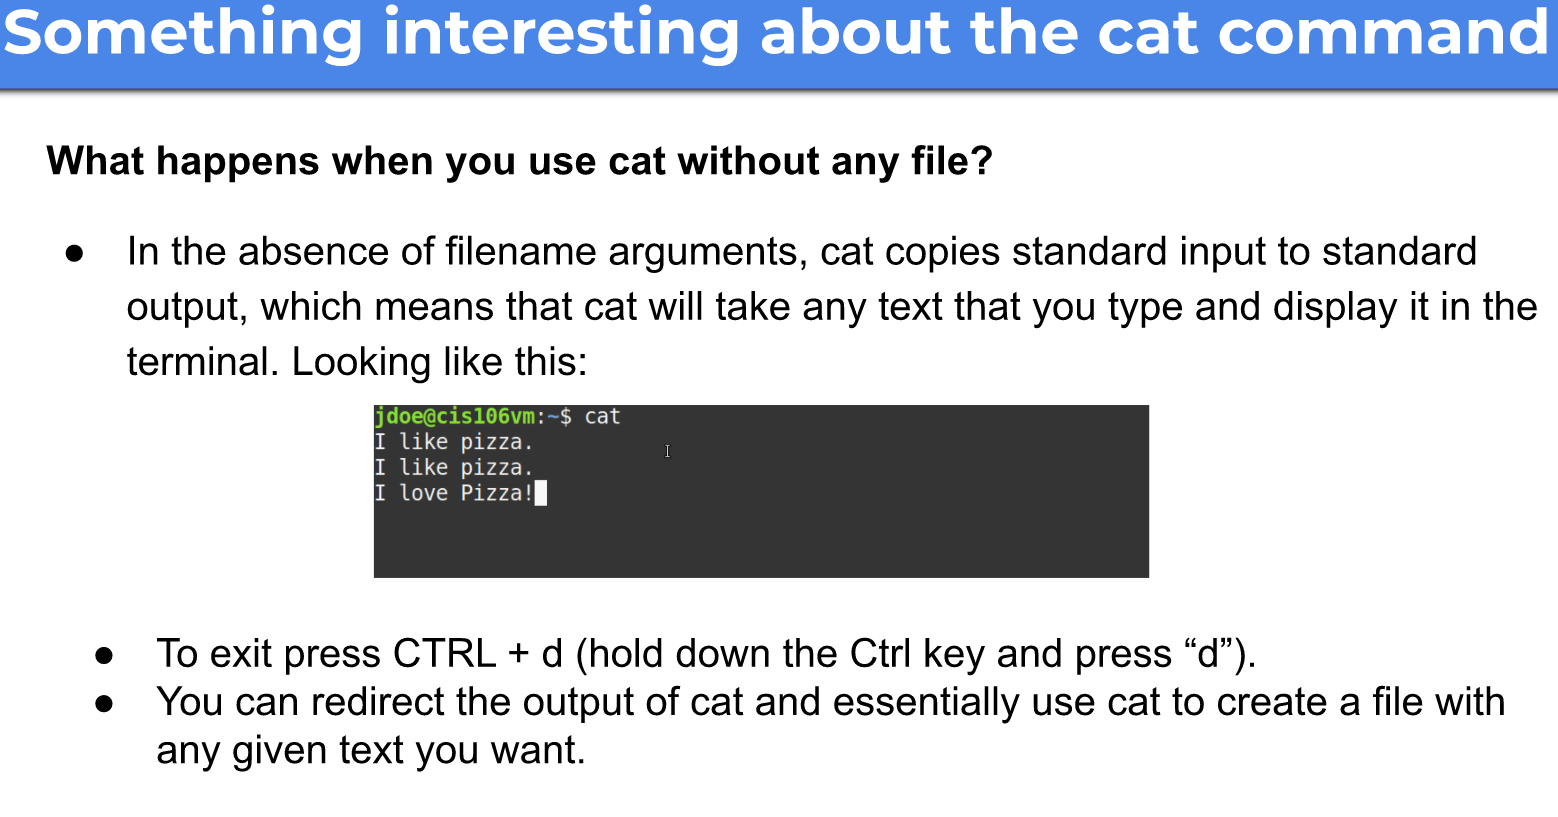 Something interesting about the cat command
What happens when you use cat without any file?
● In the absence of filename arguments, cat copies standard input to standard
output, which means that cat will take any text that you type and display it in the
terminal. Looking like this:
jdoe@cis106vm:~$ cat
I like pizza.
I like pizza.
I love Pizza!
● To exit press CTRL + d (hold down the Ctrl key and press “d”).
● You can redirect the output of cat and essentially use cat to create a file with
any given text you want.